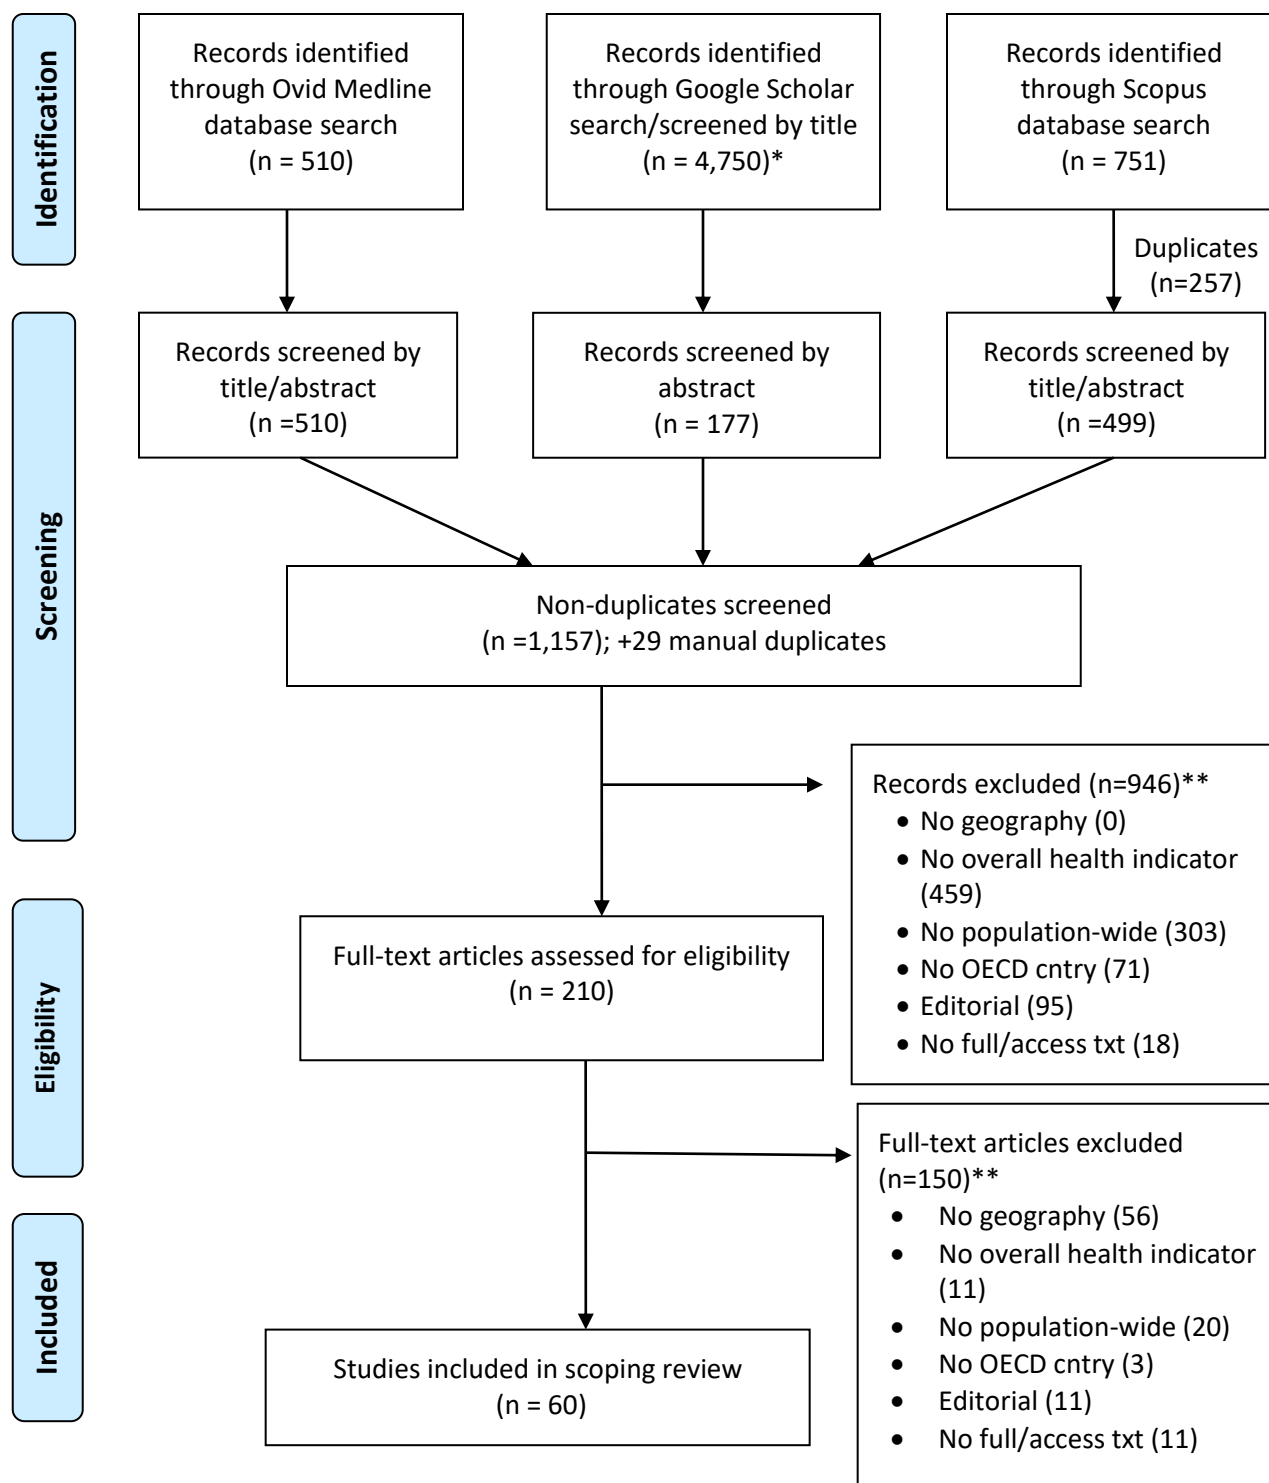 Identification
Records identified
through Ovid Medline
database search
(n = 510)
Records identified
through Google Scholar
search/screened by title
(n = 4,750)*
Records identified
through Scopus
database search
(n = 751)
Duplicates
(n=257)
Screening
Records screened by
title/abstract
(n =510)
Records screened by
abstract
(n = 177)
Records screened by
title/abstract
(n =499)
Non-duplicates screened
(n =1,157); +29 manual duplicates
Records excluded (n=946)**
• No geography (0)
• No overall health indicator
(459)
• No population-wide (303)
• No OECD cntry (71)
• Editorial (95)
• No full/access txt (18)
Eligibility
Full-text articles assessed for eligibility
(n = 210)
Full-text articles excluded
(n=150)**
• No geography (56)
• No overall health indicator
(11)
• No population-wide (20)
• No OECD cntry (3)
• Editorial (11)
• No full/access txt (11)
Included
Studies included in scoping review
(n = 60)